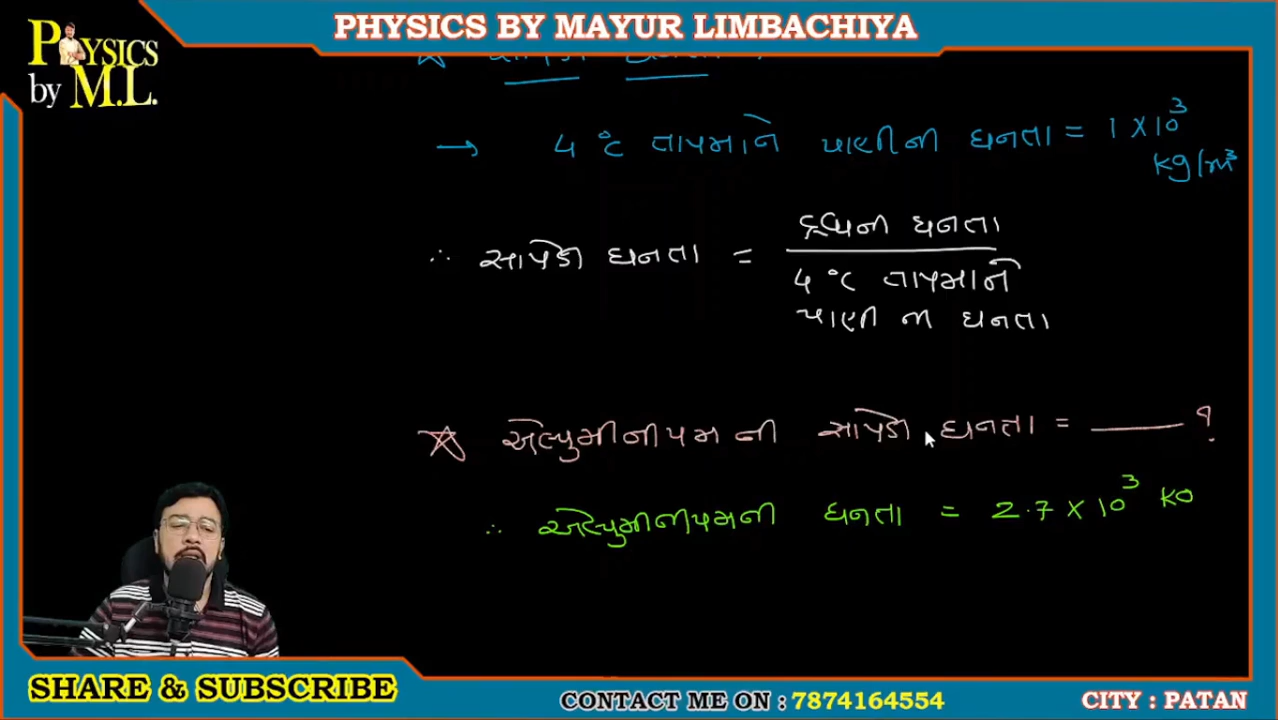 PHYSICS BY MAYUR LIMBACHIYA
PHYSICS
by M.L.
→ 4 °C તાપમાને પાણીની ઘનતા = 1 × 10³
kg/m³
∴ સાપેક્ષ ઘનતા = દ્રવ્યની ઘનતા
4 °C તાપમાને
પાણી ની ઘનતા
એલ્યુમીનીયમ ની સાપેક્ષ ઘનતા = ______ ?
∴ એલ્યુમીનીયમની ઘનતા = 2.7 × 10³ kg
SHARE & SUBSCRIBE
CONTACT ME ON : 7874164554
CITY : PATAN